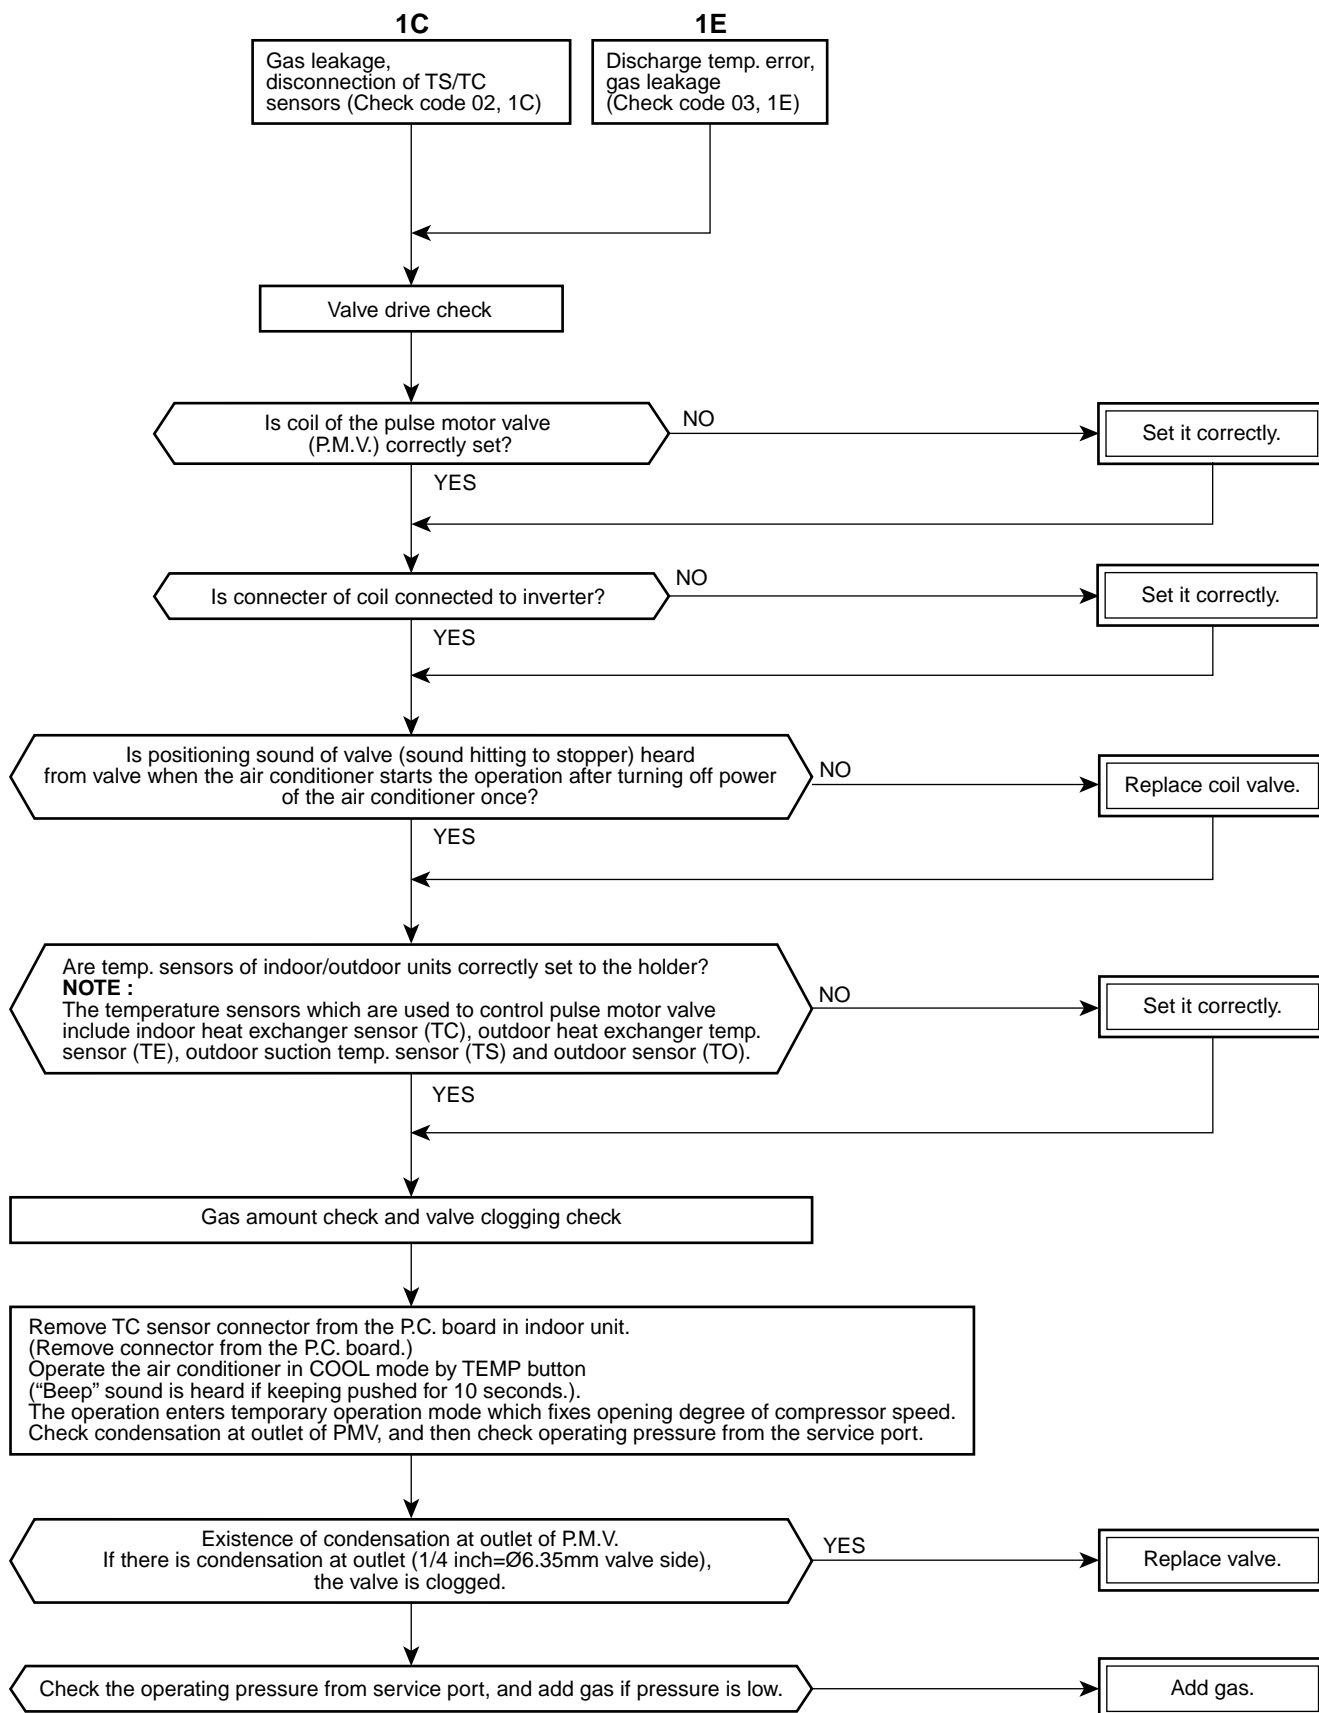 1C
1E
Gas leakage,
disconnection of TS/TC
sensors (Check code 02, 1C)
Discharge temp. error,
gas leakage
(Check code 03, 1E)
Valve drive check
Is coil of the pulse motor valve
(P.M.V.) correctly set?
NO
Set it correctly.
YES
Is connecter of coil connected to inverter?
NO
Set it correctly.
YES
Is positioning sound of valve (sound hitting to stopper) heard
from valve when the air conditioner starts the operation after turning off power
of the air conditioner once?
NO
Replace coil valve.
YES
Are temp. sensors of indoor/outdoor units correctly set to the holder?
NOTE :
The temperature sensors which are used to control pulse motor valve
include indoor heat exchanger sensor (TC), outdoor heat exchanger temp.
sensor (TE), outdoor suction temp. sensor (TS) and outdoor sensor (TO).
NO
Set it correctly.
YES
Gas amount check and valve clogging check
Remove TC sensor connector from the P.C. board in indoor unit.
(Remove connector from the P.C. board.)
Operate the air conditioner in COOL mode by TEMP button
(“Beep” sound is heard if keeping pushed for 10 seconds.).
The operation enters temporary operation mode which fixes opening degree of compressor speed.
Check condensation at outlet of PMV, and then check operating pressure from the service port.
Existence of condensation at outlet of P.M.V.
If there is condensation at outlet (1/4 inch=Ø6.35mm valve side),
the valve is clogged.
YES
Replace valve.
Check the operating pressure from service port, and add gas if pressure is low.
Add gas.